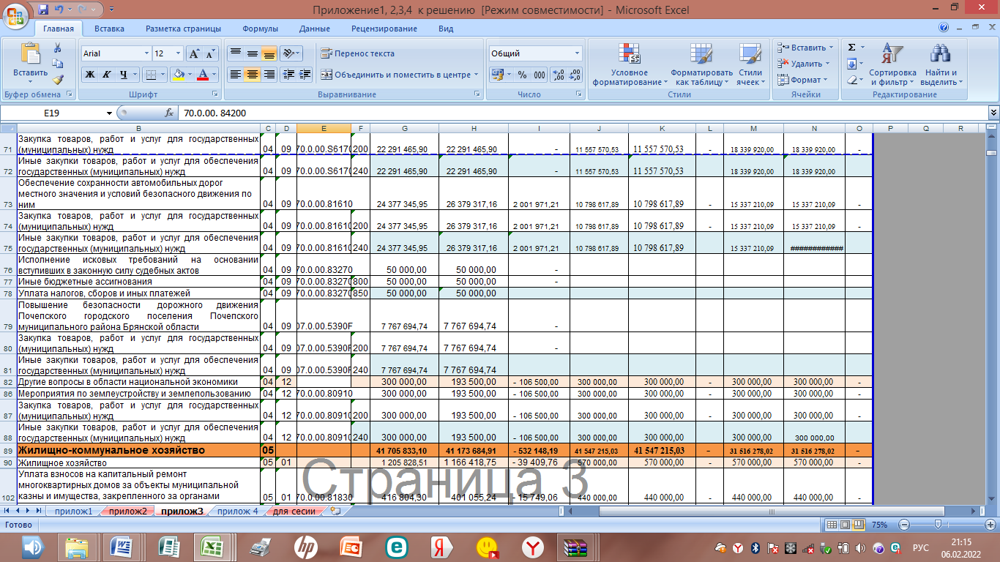 Приложение1, 2,3,4 к решению [Режим совместимости] - Microsoft Excel
Главная Вставка Разметка страницы Формулы Данные Рецензирование Вид
Arial 12 Перенос текста Общий Вставить Σ
Вставить Ж К Ч Объединить и поместить в центре % 000 Условное форматирование Форматировать как таблицу Стили ячеек Удалить Формат Сортировка и фильтр Найти и выделить
Буфер обмена Шрифт Выравнивание Число Стили Ячейки Редактирование
E19 fx 70.0.00. 84200
B C D E F G H I J K L M N O P Q R
Закупка товаров, работ и услуг для государственных
71 (муниципальных) нужд 04 09 70.0.00.S6170 200 22 291 465,90 22 291 465,90 - 11 557 570,53 11 557 570,53 - 18 339 920,00 18 339 920,00 -
Иные закупки товаров, работ и услуг для обеспечения
72 государственных (муниципальных) нужд 04 09 70.0.00.S6170 240 22 291 465,90 22 291 465,90 - 11 557 570,53 11 557 570,53 18 339 920,00 18 339 920,00
Обеспечение сохранности автомобильных дорог
местного значения и условий безопасного движения по
73 ним 04 09 70.0.00.81610 24 377 345,95 26 379 317,16 2 001 971,21 10 798 617,89 10 798 617,89 - 15 337 210,09 15 337 210,09 -
Закупка товаров, работ и услуг для государственных
74 (муниципальных) нужд 04 09 70.0.00.81610 200 24 377 345,95 26 379 317,16 2 001 971,21 10 798 617,89 10 798 617,89 - 15 337 210,09 15 337 210,09 -
Иные закупки товаров, работ и услуг для обеспечения
75 государственных (муниципальных) нужд 04 09 70.0.00.81610 240 24 377 345,95 26 379 317,16 2 001 971,21 10 798 617,89 10 798 617,89 15 337 210,09 ############
Исполнение исковых требований на основании
76 вступивших в законную силу судебных актов 04 09 70.0.00.83270 50 000,00 50 000,00 -
77 Иные бюджетные ассигнования 04 09 70.0.00.83270 800 50 000,00 50 000,00 -
78 Уплата налогов, сборов и иных платежей 04 09 70.0.00.83270 850 50 000,00 50 000,00
Повышение безопасности дорожного движения
Почепского городского поселения Почепского
79 муниципального района Брянской области 04 09 07.0.00.5390F 7 767 694,74 7 767 694,74 -
Закупка товаров, работ и услуг для государственных
80 (муниципальных) нужд 04 09 07.0.00.5390F 200 7 767 694,74 7 767 694,74 -
Иные закупки товаров, работ и услуг для обеспечения
81 государственных (муниципальных) нужд 04 09 07.0.00.5390F 240 7 767 694,74 7 767 694,74
82 Другие вопросы в области национальной экономики 04 12 300 000,00 193 500,00 - 106 500,00 300 000,00 300 000,00 - 300 000,00 300 000,00 -
86 Мероприятия по землеустройству и землепользованию 04 12 70.0.00.80910 300 000,00 193 500,00 - 106 500,00 300 000,00 300 000,00 - 300 000,00 300 000,00 -
Закупка товаров, работ и услуг для государственных
87 (муниципальных) нужд 04 12 70.0.00.80910 200 300 000,00 193 500,00 - 106 500,00 300 000,00 300 000,00 - 300 000,00 300 000,00 -
Иные закупки товаров, работ и услуг для обеспечения
88 государственных (муниципальных) нужд 04 12 70.0.00.80910 240 300 000,00 193 500,00 - 106 500,00 300 000,00 300 000,00 300 000,00 300 000,00
89 Жилищно-коммунальное хозяйство 05 41 705 833,10 41 173 684,91 - 532 148,19 41 547 215,03 41 547 215,03 - 31 516 278,02 31 516 278,02 -
90 Жилищное хозяйство 05 01 1 205 828,51 1 166 418,75 - 39 409,76 570 000,00 570 000,00 - 570 000,00 570 000,00 -
Страница 3
Уплата взносов на капитальный ремонт
многоквартирных домов за объекты муниципальной
102 казны и имущества, закрепленного за органами 05 01 70.0.00.81830 416 804,30 401 055,24 - 15 749,06 440 000,00 440 000,00 - 440 000,00 440 000,00 -
прилож1 прилож2 прилож3 прилож 4 для сесии
Готово 75%
РУС 21:15
06.02.2022